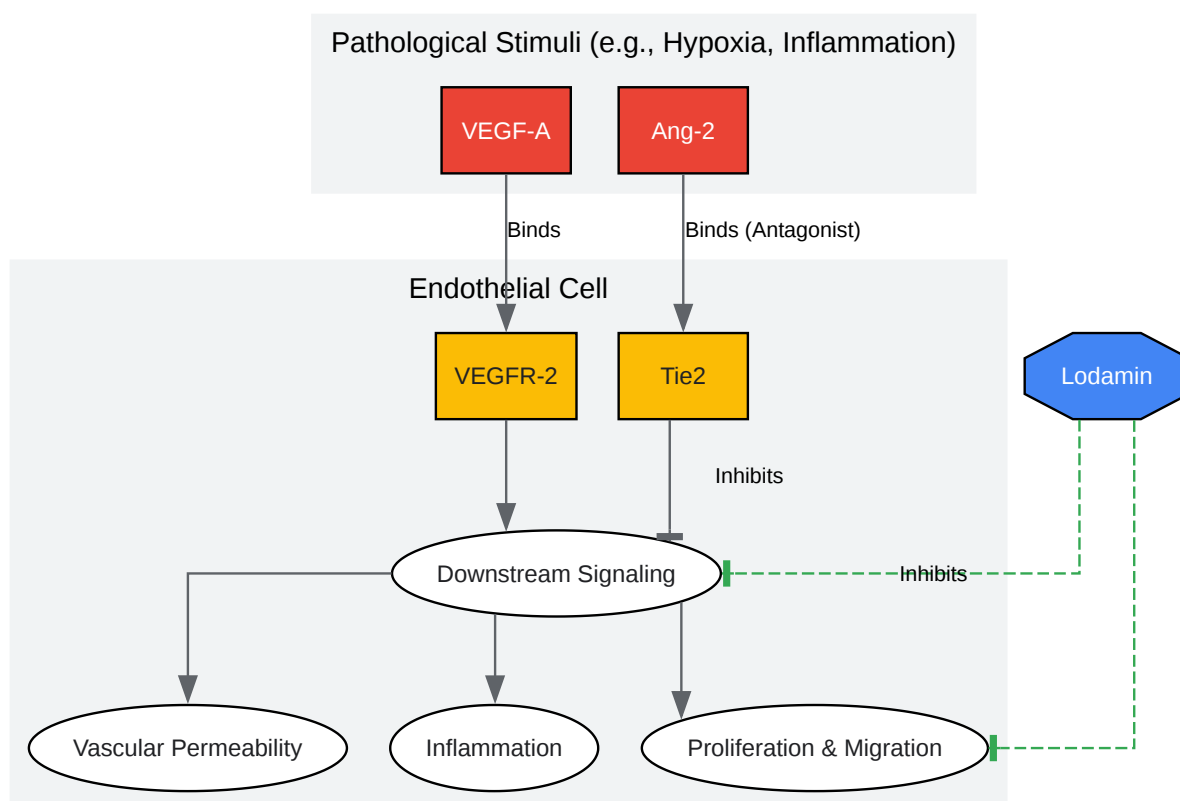 Pathological Stimuli (e.g., Hypoxia, Inflammation)
VEGF-A
Ang-2
Binds
Binds (Antagonist)
Endothelial Cell
VEGFR-2
Tie2
Lodamin
Inhibits
Downstream Signaling
Inhibits
Vascular Permeability
Inflammation
Proliferation & Migration